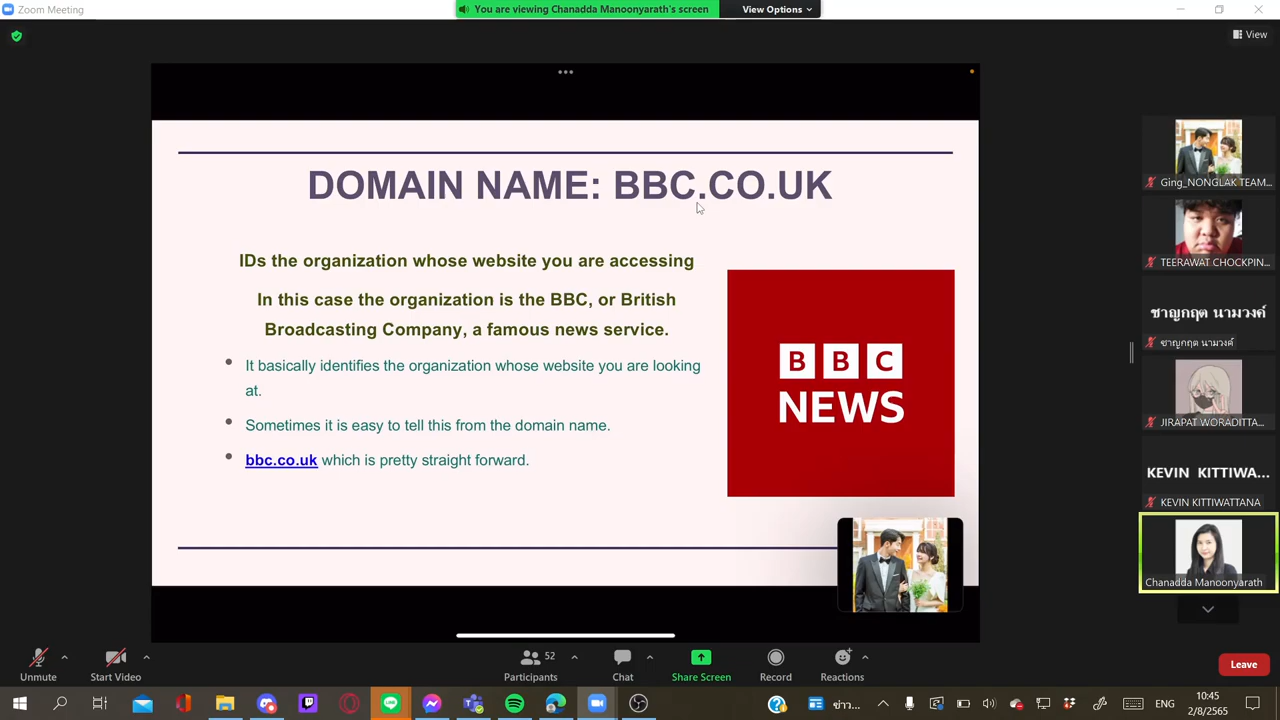 Zoom Meeting
You are viewing Chanadda Manoonyarath's screen
View Options
View
DOMAIN NAME: BBC.CO.UK
IDs the organization whose website you are accessing
In this case the organization is the BBC, or British
Broadcasting Company, a famous news service.
• It basically identifies the organization whose website you are looking
at.
• Sometimes it is easy to tell this from the domain name.
• bbc.co.uk which is pretty straight forward.
BBC
NEWS
Ging_NONGLAK TEAM...
TEERAWAT CHOCKPIN...
ชาญกฤต นามวงค์
ชาญกฤต นามวงค์
JIRAPAT WORADITTA...
KEVIN KITTIWA...
KEVIN KITTIWATTANA
Chanadda Manoonyarath
Unmute
Start Video
52
Participants
Chat
Share Screen
Record
Reactions
Leave
ข่าว...
ENG
10:45
2/8/2565